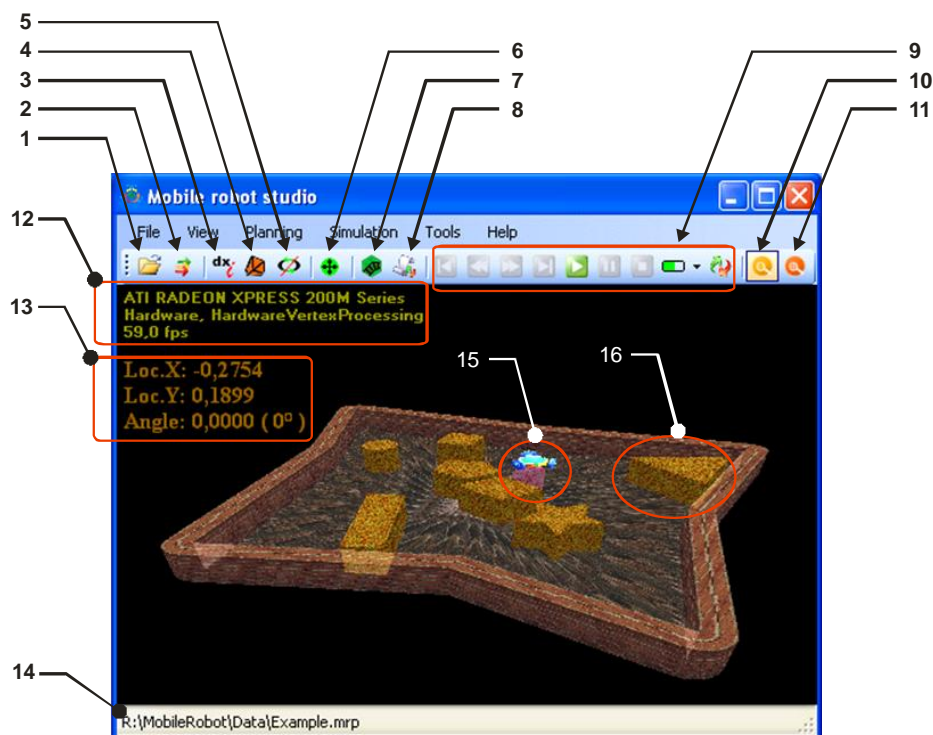 5
4
3
2
1
6
7
8
9
10
11
12
Mobile robot studio
File View Planning Simulation Tools Help
dx
ATI RADEON XPRESS 200M Series
Hardware, HardwareVertexProcessing
59,0 fps
13
Loc.X: -0,2754
Loc.Y: 0,1899
Angle: 0,0000 ( 0º )
15
16
14
R:\MobileRobot\Data\Example.mrp